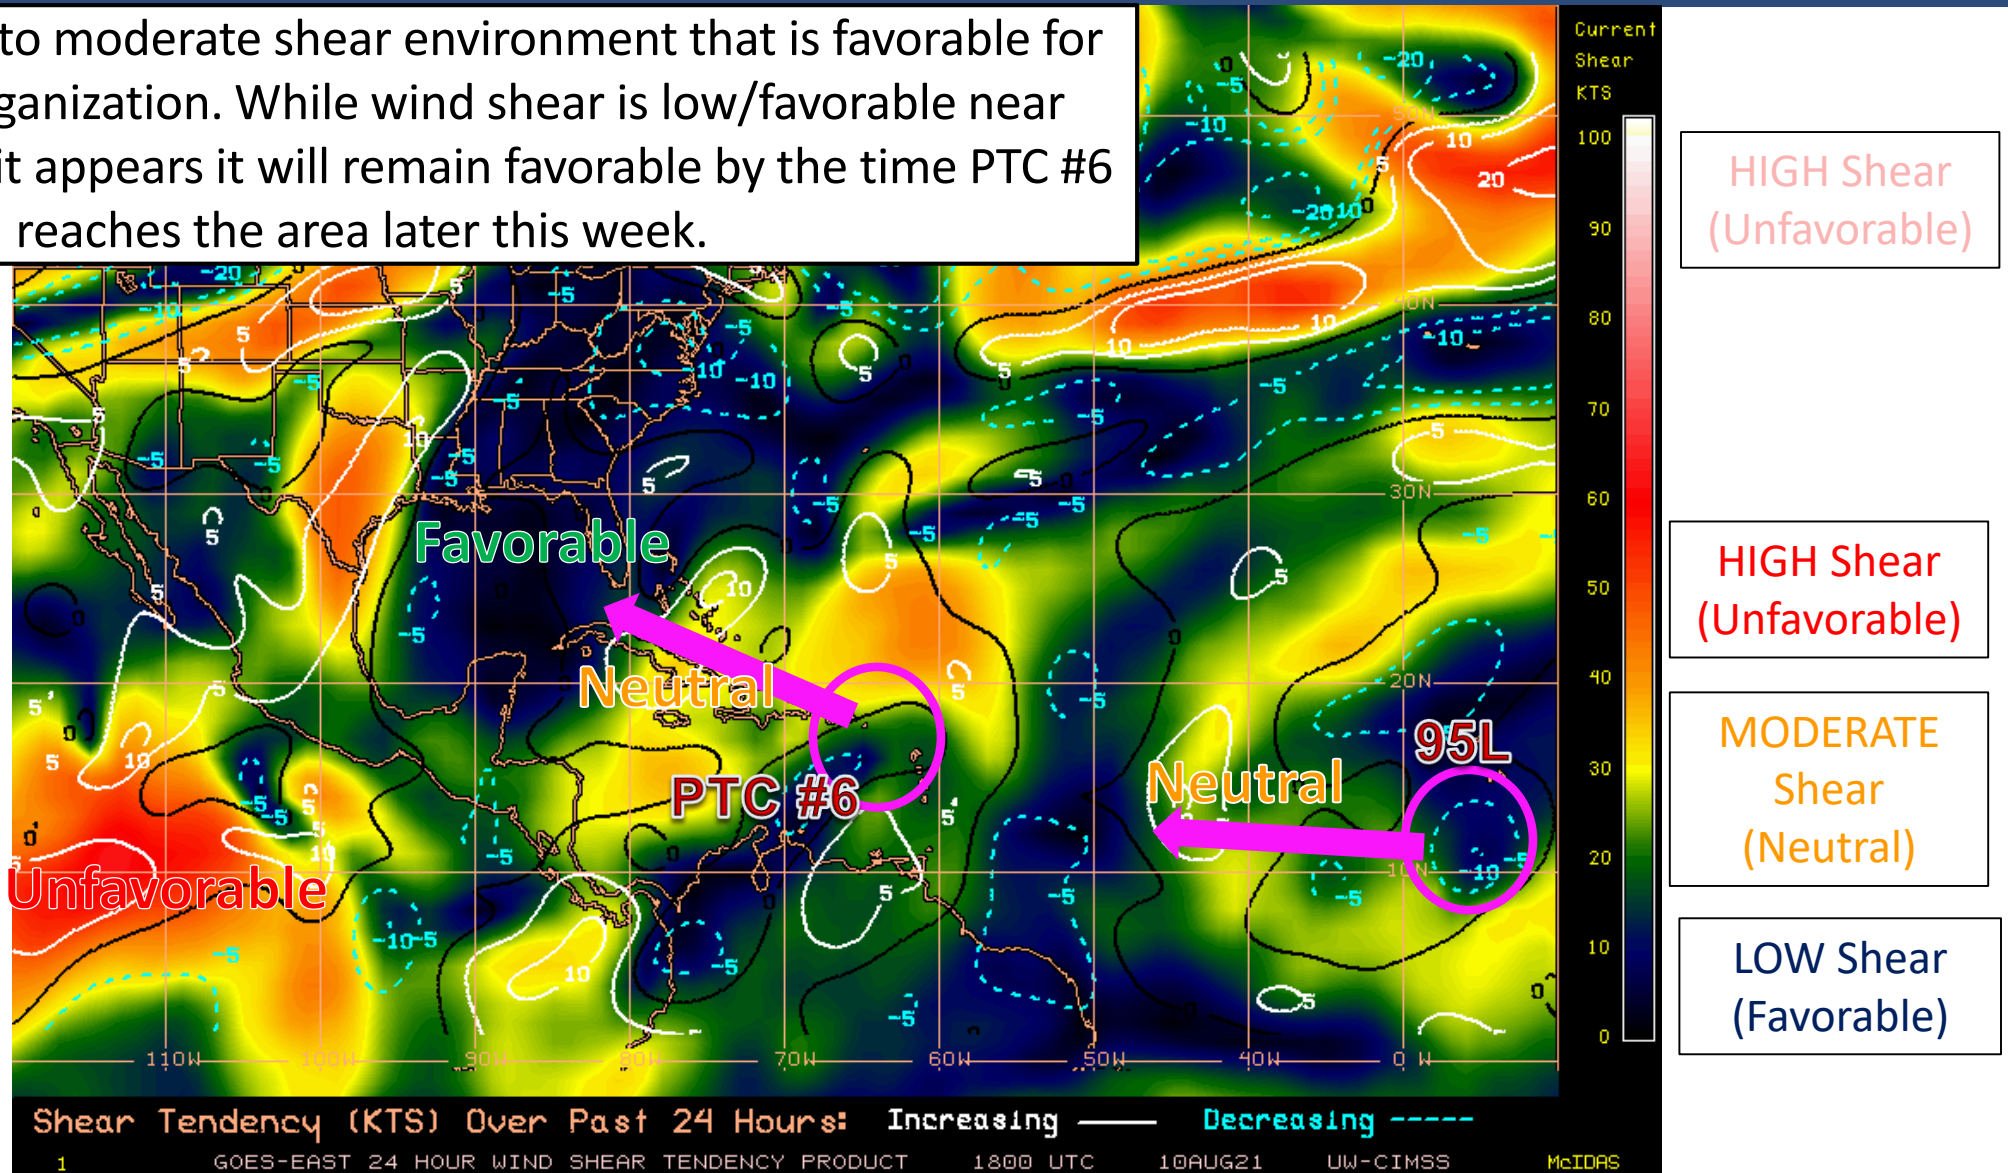 to moderate shear environment that is favorable for
ganization. While wind shear is low/favorable near
it appears it will remain favorable by the time PTC #6
reaches the area later this week.
Current
Shear
KTS
100
90
80
70
60
50
40
30
20
10
0
HIGH Shear
(Unfavorable)
HIGH Shear
(Unfavorable)
MODERATE
Shear
(Neutral)
LOW Shear
(Favorable)
Favorable
Neutral
PTC #6
95L
Neutral
Unfavorable
40N
30N
20N
10N
110W
100W
90W
80W
70W
60W
50W
40W
0 W
Shear Tendency (KTS) Over Past 24 Hours: Increasing Decreasing
1 GOES-EAST 24 HOUR WIND SHEAR TENDENCY PRODUCT 1800 UTC 10AUG21 UW-CIMSS McIDAS